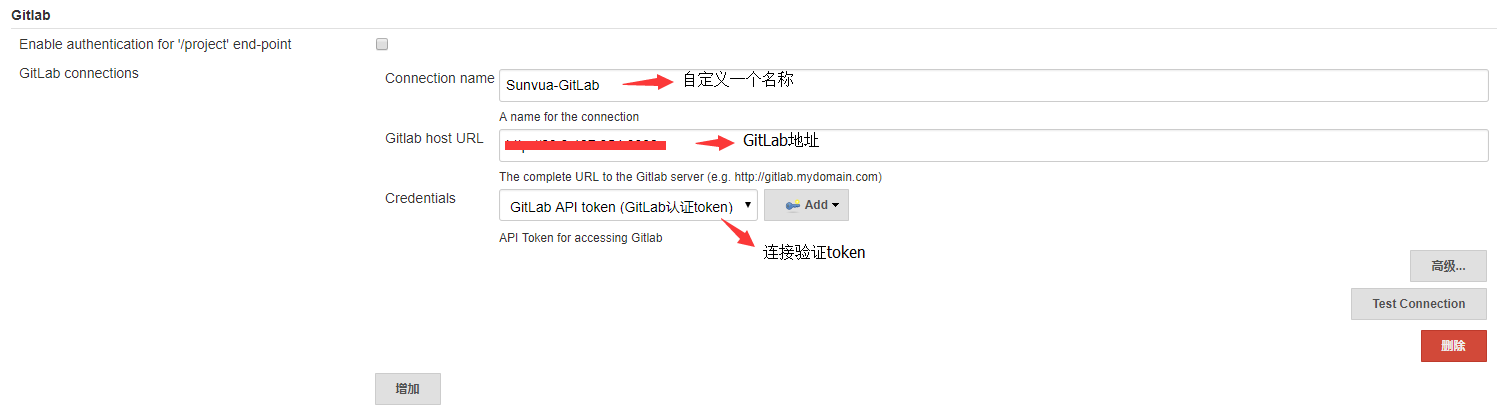 Gitlab
Enable authentication for '/project' end-point
GitLab connections
Connection name
Sunvua-GitLab
自定义一个名称
A name for the connection
Gitlab host URL
GitLab地址
The complete URL to the Gitlab server (e.g. http://gitlab.mydomain.com)
Credentials
GitLab API token (GitLab认证token)
Add
API Token for accessing Gitlab
连接验证token
高级...
Test Connection
删除
增加